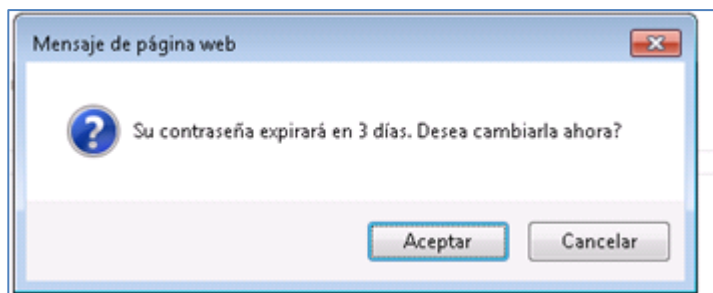 Mensaje de página web
Su contraseña expirará en 3 días. Desea cambiarla ahora?
Aceptar
Cancelar